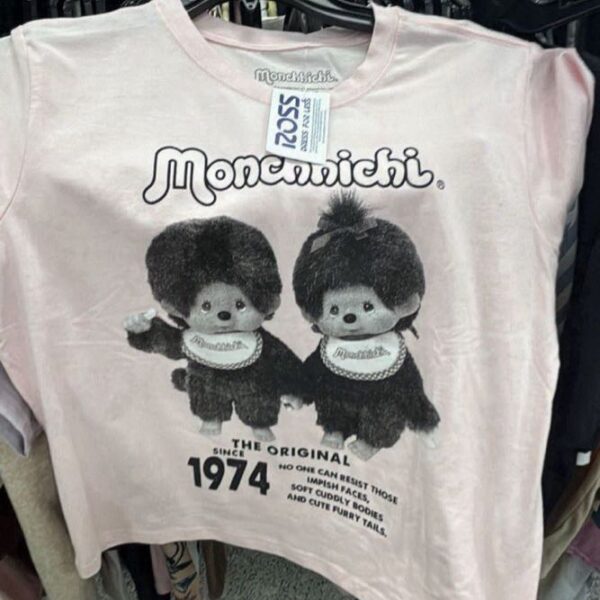 Monchhichi
ROSS
DRESS FOR LESS
Monchhichi®
Monchhichi
Monchhichi
THE ORIGINAL
SINCE
1974
NO ONE CAN RESIST THOSE
IMPISH FACES,
SOFT CUDDLY BODIES
AND CUTE FURRY TAILS.